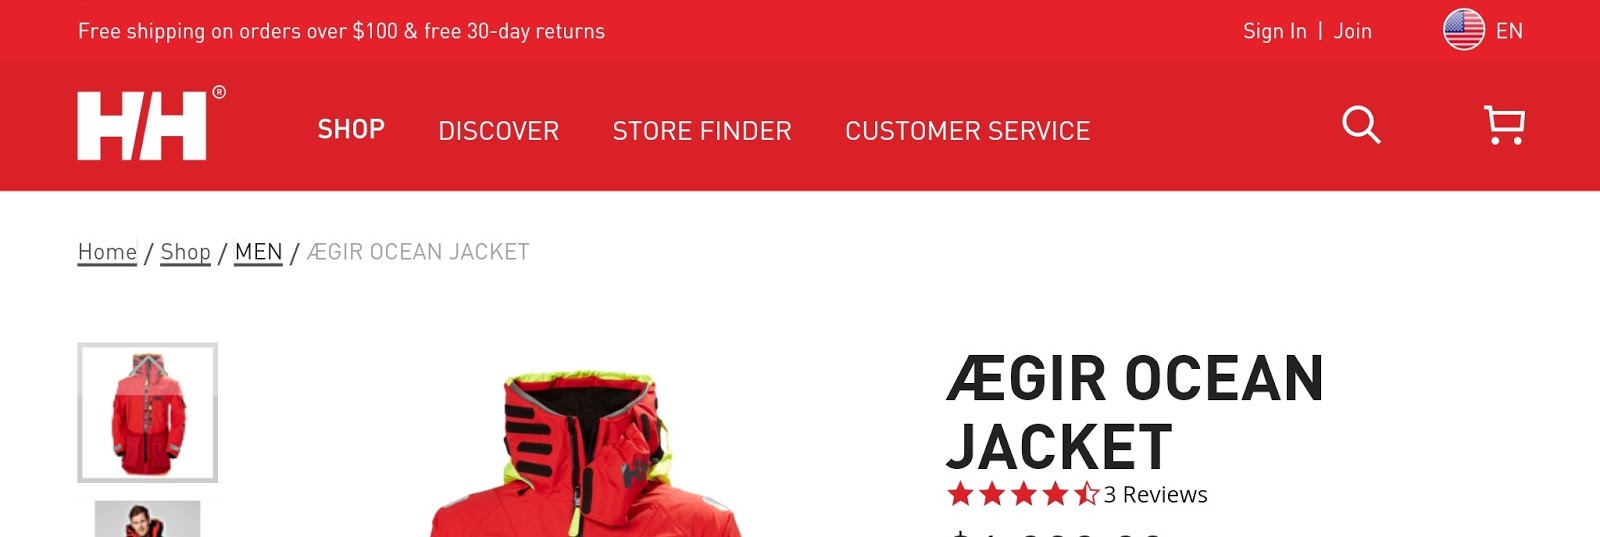 Free shipping on orders over $100 & free 30-day returns
Sign In | Join
EN
HH®
SHOP
DISCOVER
STORE FINDER
CUSTOMER SERVICE
Home / Shop / MEN / ÆGIR OCEAN JACKET
ÆGIR OCEAN
JACKET
3 Reviews